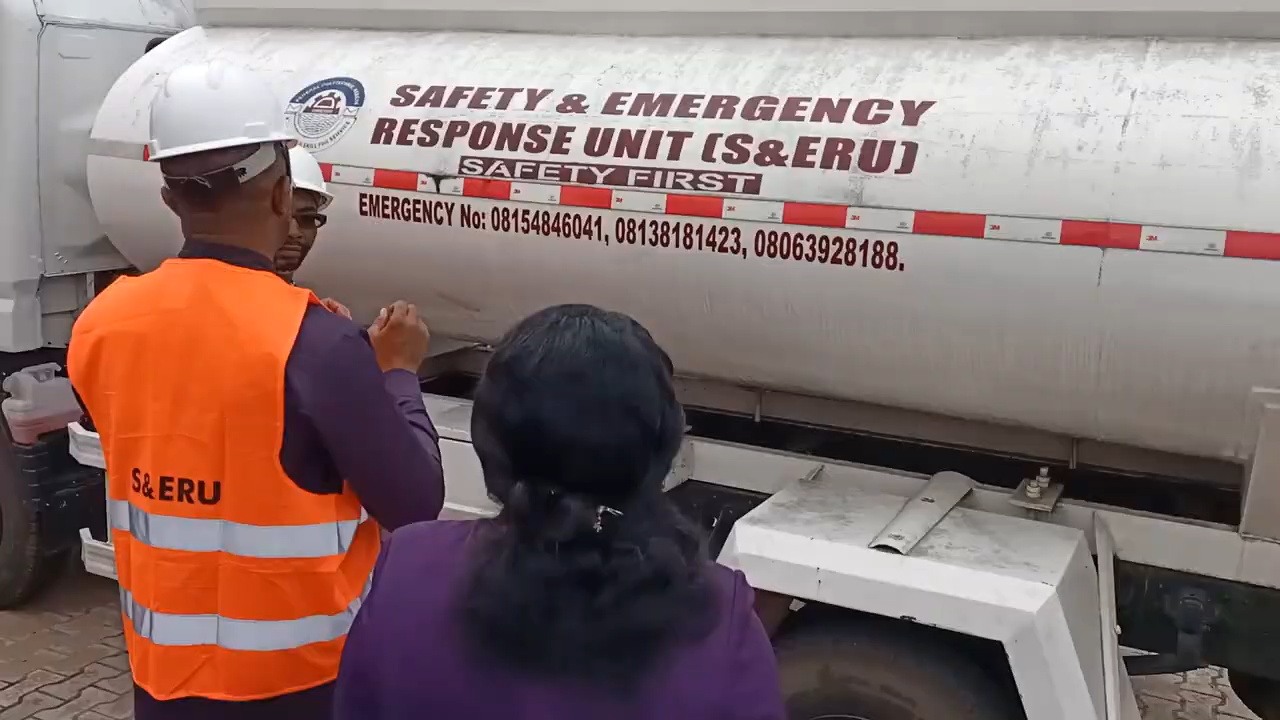 SAFETY & EMERGENCY
RESPONSE UNIT (S&ERU)
SAFETY FIRST
EMERGENCY No: 08154846041, 08138181423, 08063928188.
S&ERU